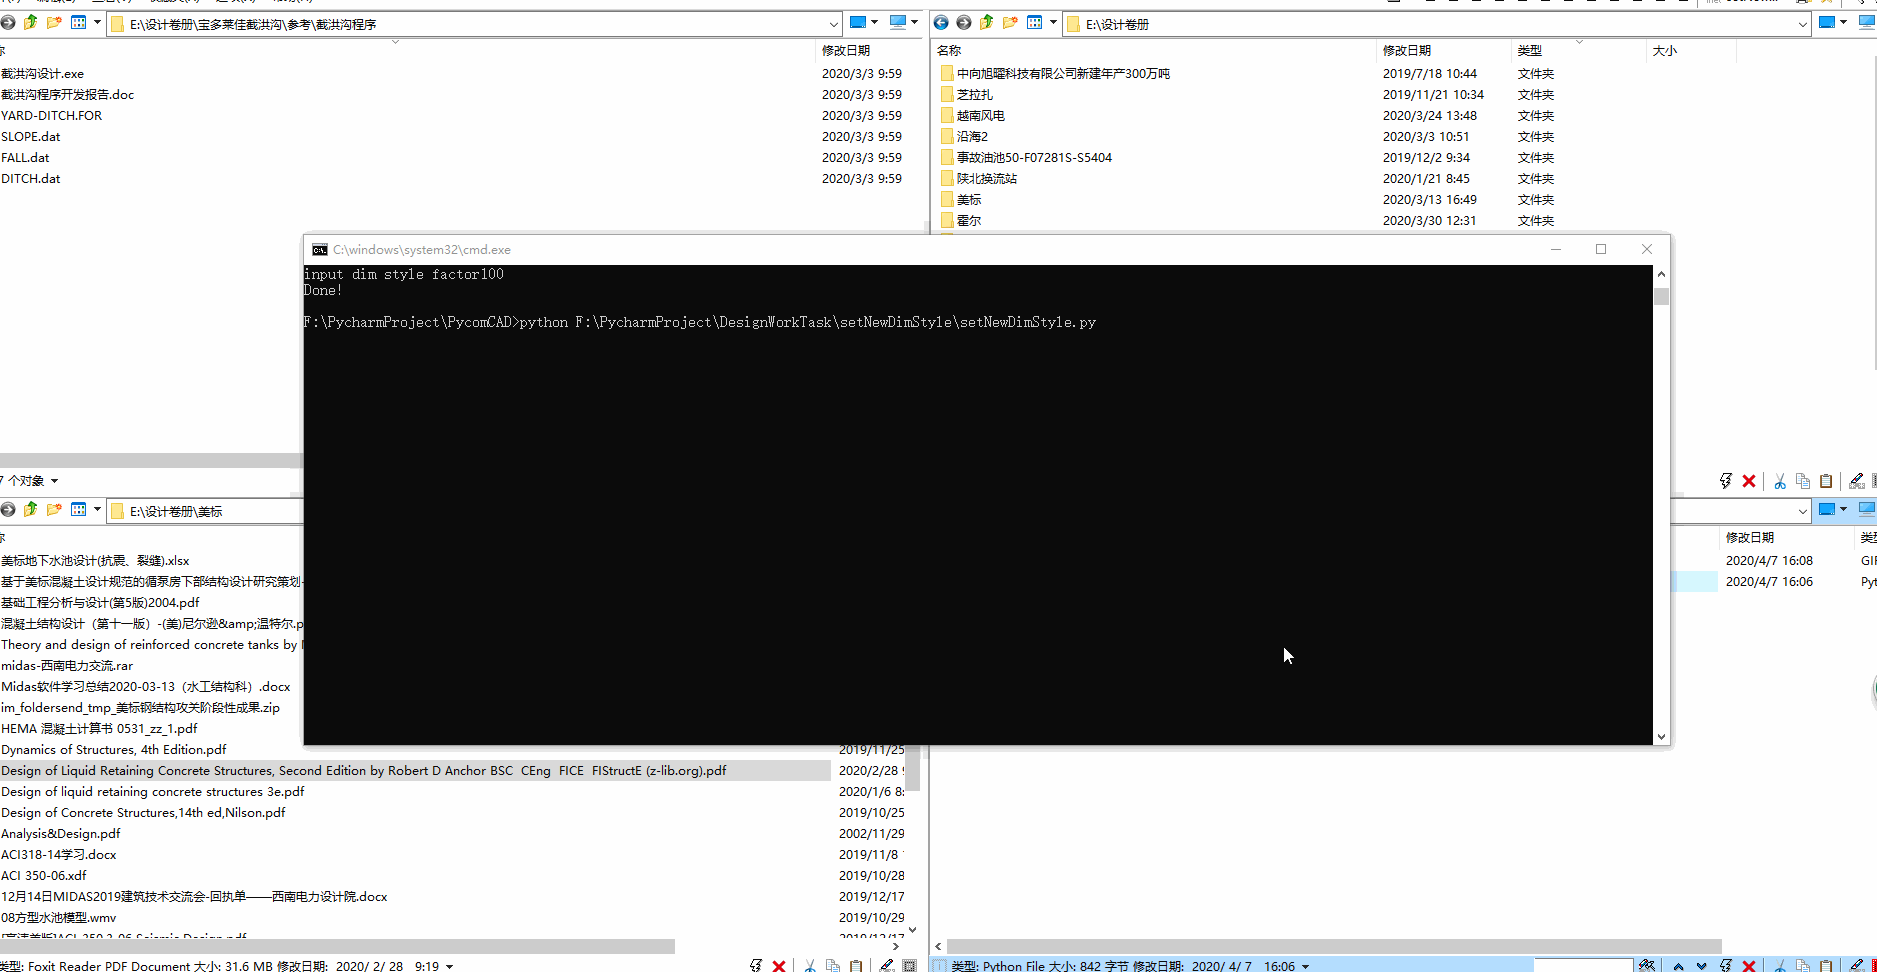 E:\设计卷册\宝多莱佳截洪沟\参考\截洪沟程序
修改日期
截洪沟设计.exe 2020/3/3 9:59
截洪沟程序开发报告.doc 2020/3/3 9:59
YARD-DITCH.FOR 2020/3/3 9:59
SLOPE.dat 2020/3/3 9:59
FALL.dat 2020/3/3 9:59
DITCH.dat 2020/3/3 9:59
E:\设计卷册
名称 修改日期 类型 大小
中向旭曜科技有限公司新建年产300万吨 2019/7/18 10:44 文件夹
芝拉扎 2019/11/21 10:34 文件夹
越南风电 2020/3/24 13:48 文件夹
沿海2 2020/3/3 10:51 文件夹
事故油池50-F07281S-S5404 2019/12/2 9:34 文件夹
陕北换流站 2020/1/21 8:45 文件夹
美标 2020/3/13 16:49 文件夹
霍尔 2020/3/30 12:31 文件夹
C:\windows\system32\cmd.exe
input dim style factor100
Done!
F:\PycharmProject\PycomCAD>python F:\PycharmProject\DesignWorkTask\setNewDimStyle\setNewDimStyle.py
7 个对象
E:\设计卷册\美标
美标地下水池设计(抗震、裂缝).xlsx
基于美标混凝土设计规范的循泵房下部结构设计研究策划-
基础工程分析与设计(第5版)2004.pdf
混凝土结构设计（第十一版）-(美)尼尔逊&amp;温特尔.p
Theory and design of reinforced concrete tanks by
midas-西南电力交流.rar
Midas软件学习总结2020-03-13（水工结构科）.docx
im_foldersend_tmp_美标钢结构攻关阶段性成果.zip
HEMA 混凝土计算书 0531_zz_1.pdf
Dynamics of Structures, 4th Edition.pdf 2019/11/25
Design of Liquid Retaining Concrete Structures, Second Edition by Robert D Anchor BSC CEng FICE FIStructE (z-lib.org).pdf 2020/2/28
Design of liquid retaining concrete structures 3e.pdf 2020/1/6 8:
Design of Concrete Structures,14th ed,Nilson.pdf 2019/10/25
Analysis&Design.pdf 2002/11/29
ACI318-14学习.docx 2019/11/8
ACI 350-06.xdf 2019/10/28
12月14日MIDAS2019建筑技术交流会-回执单——西南电力设计院.docx 2019/12/17
08方型水池模型.wmv 2019/10/29
类型: Foxit Reader PDF Document 大小: 31.6 MB 修改日期: 2020/ 2/ 28 9:19
修改日期
2020/4/7 16:08 GIF
2020/4/7 16:06 Pyt
类型: Python File 大小: 842 字节 修改日期: 2020/ 4/ 7 16:06